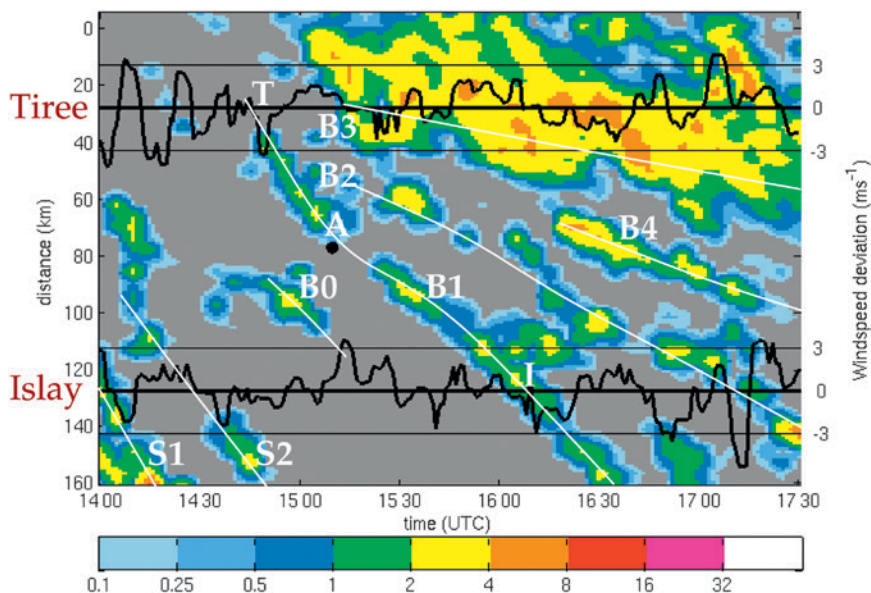 0
20
Tiree
40
60
80
100
120
Islay
140
160
distance (km)
T
B3
B2
A
B4
B0
B1
I
S1
S2
3
0
-3
3
0
-3
Windspeed deviation (ms⁻¹)
14 00
14 30
15 00
15 30
16 00
16 30
17 00
17 30
time (UTC)
0.1
0.25
0.5
1
2
4
8
16
32